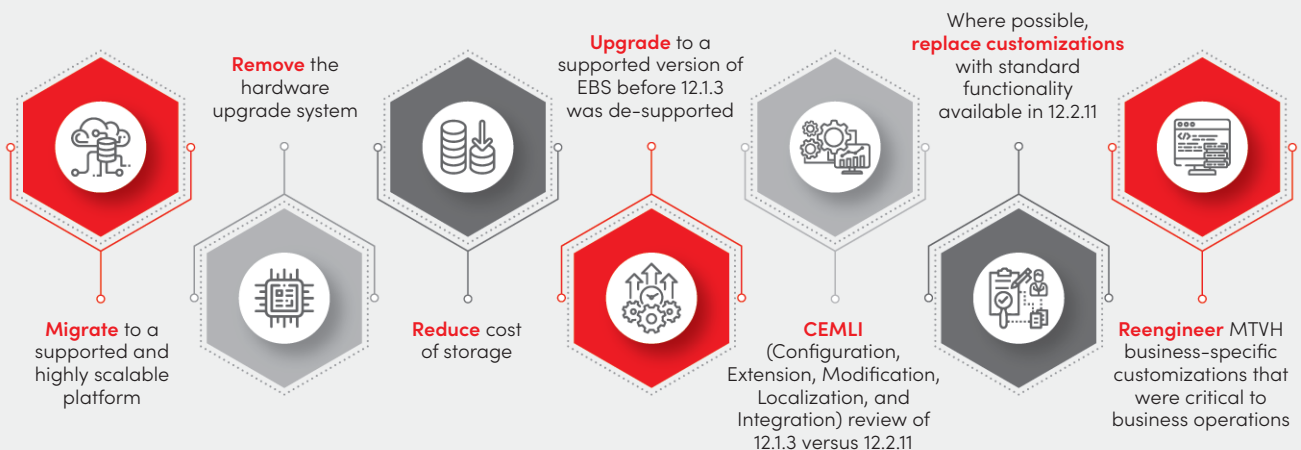 Migrate to a
supported and
highly scalable
platform
Remove the
hardware
upgrade system
Reduce cost
of storage
Upgrade to a
supported version of
EBS before 12.1.3
was de-supported
CEMLI
(Configuration,
Extension, Modification,
Localization, and
Integration) review of
12.1.3 versus 12.2.11
Where possible,
replace customizations
with standard
functionality
available in 12.2.11
Reengineer MTVH
business-specific
customizations that
were critical to
business operations